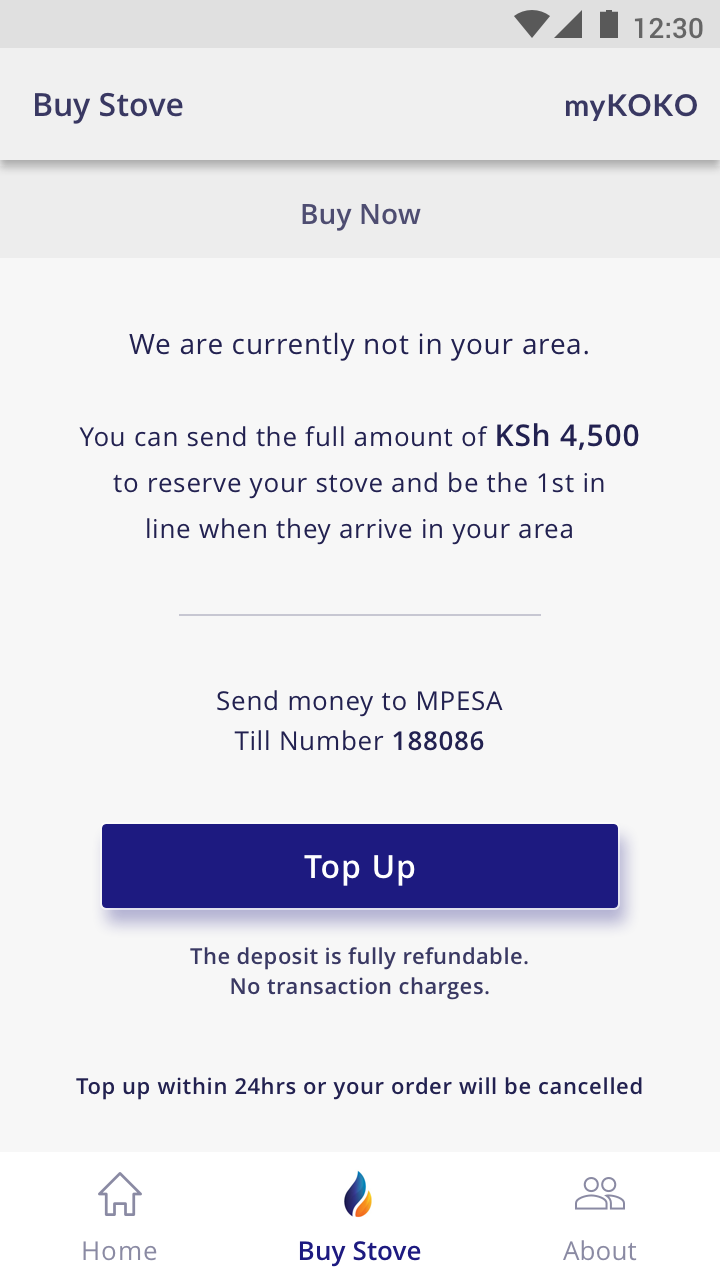 12:30
Buy Stove
myKOKO
Buy Now
We are currently not in your area.
You can send the full amount of KSh 4,500
to reserve your stove and be the 1st in
line when they arrive in your area
Send money to MPESA
Till Number 188086
Top Up
The deposit is fully refundable.
No transaction charges.
Top up within 24hrs or your order will be cancelled
Home
Buy Stove
About